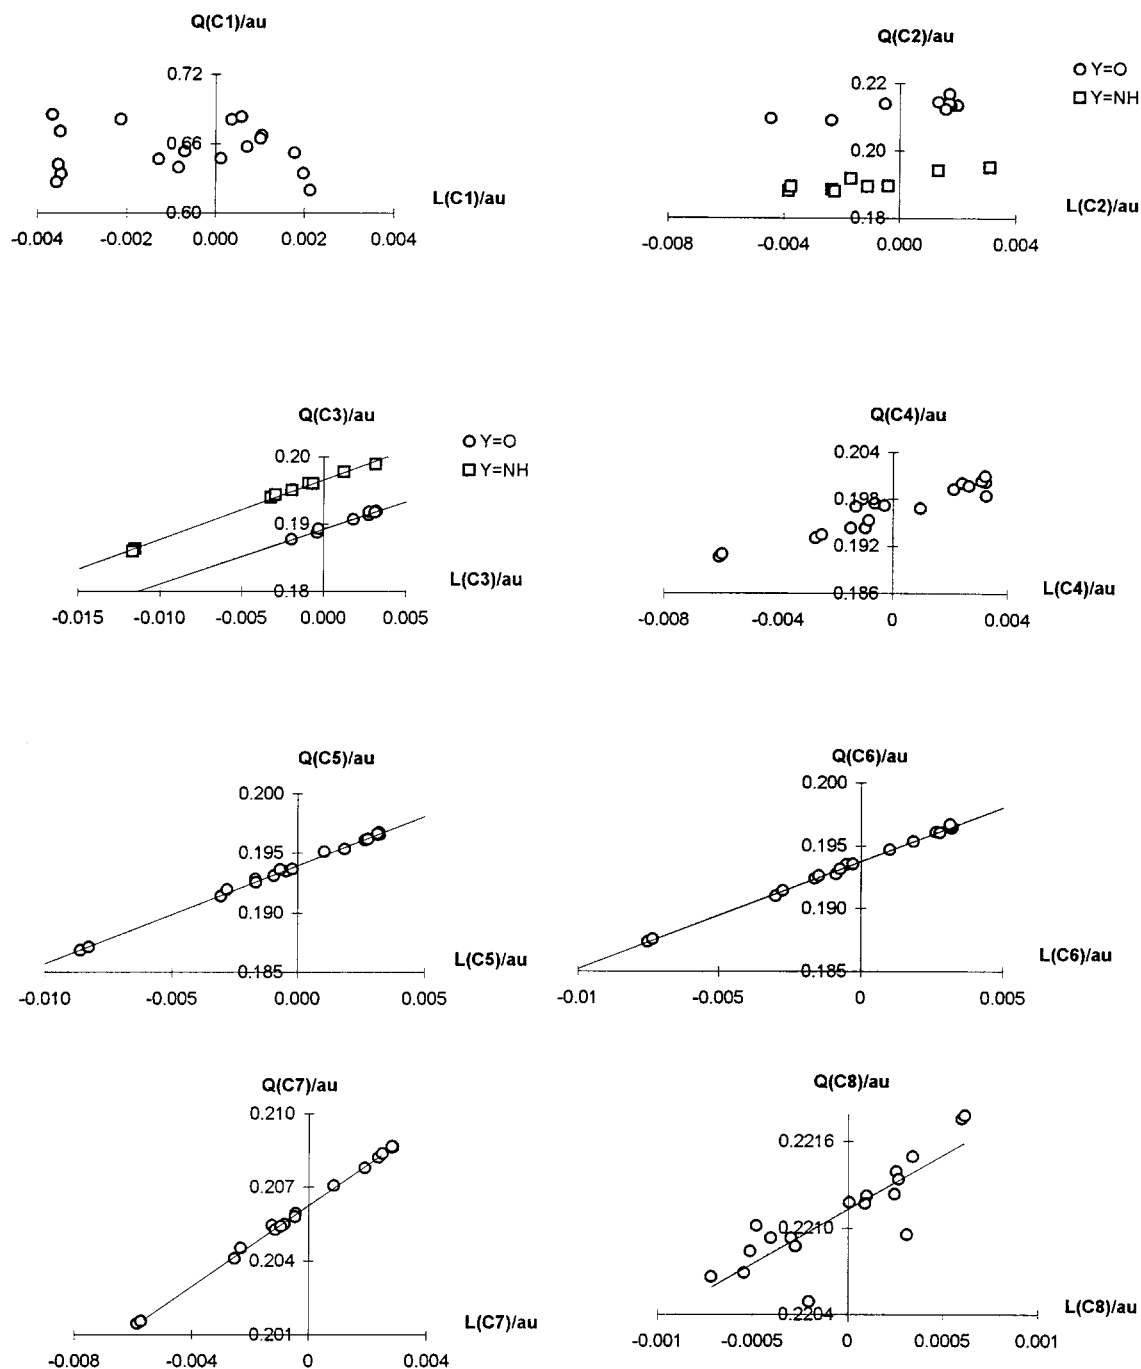 Q(C1)/au
0.72
0.66
0.60
L(C1)/au
-0.004 -0.002 0.000 0.002 0.004
Q(C2)/au
Y=O
Y=NH
0.22
0.20
0.18
L(C2)/au
-0.008 -0.004 0.000 0.004
Q(C3)/au
Y=O
Y=NH
0.20
0.19
0.18
L(C3)/au
-0.015 -0.010 -0.005 0.000 0.005
Q(C4)/au
0.204
0.198
0.192
0.186
L(C4)/au
-0.008 -0.004 0 0.004
Q(C5)/au
0.200
0.195
0.190
0.185
L(C5)/au
-0.010 -0.005 0.000 0.005
Q(C6)/au
0.200
0.195
0.190
0.185
L(C6)/au
-0.01 -0.005 0 0.005
Q(C7)/au
0.210
0.207
0.204
0.201
L(C7)/au
-0.008 -0.004 0 0.004
Q(C8)/au
0.2216
0.2210
0.2204
L(C8)/au
-0.001 -0.0005 0 0.0005 0.001